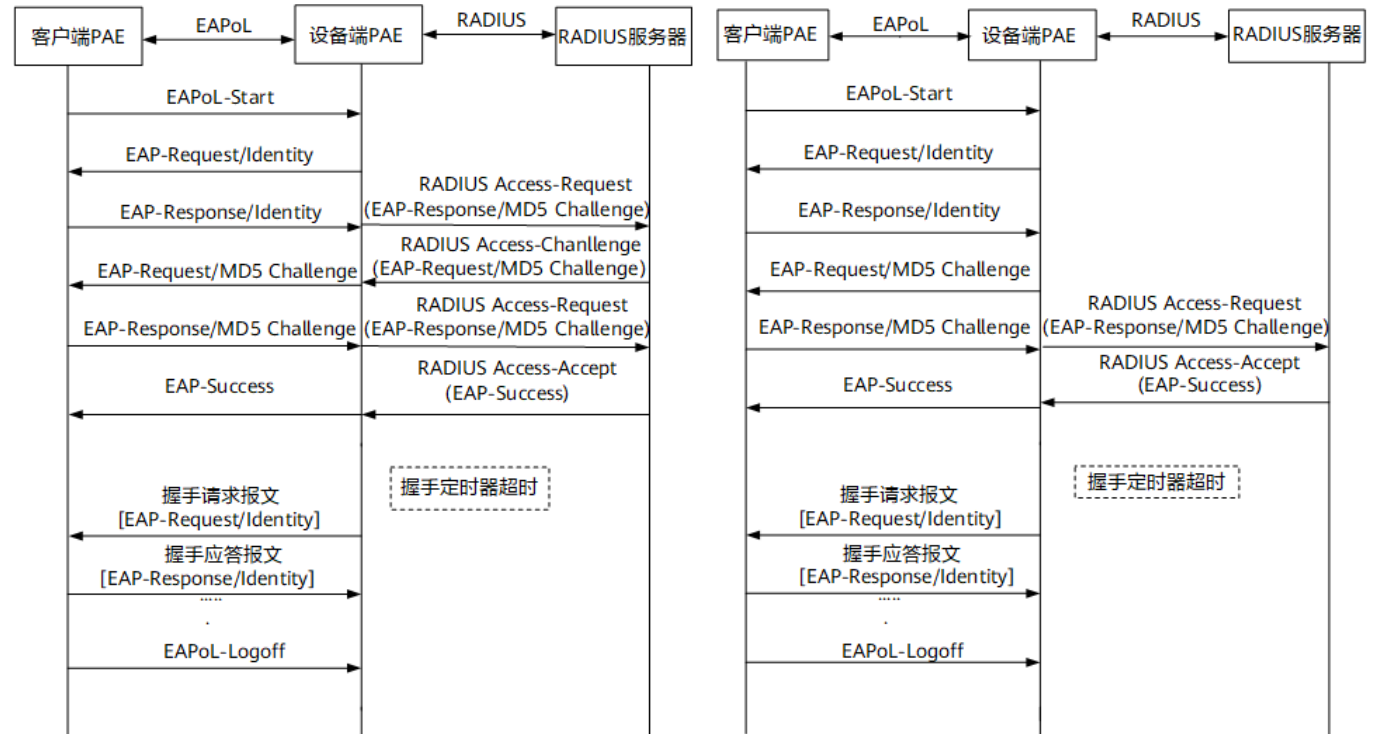 客户端PAE
EAPoL
设备端PAE
RADIUS
RADIUS服务器
EAPoL-Start
EAP-Request/Identity
EAP-Response/Identity
RADIUS Access-Request
(EAP-Response/MD5 Challenge)
RADIUS Access-Chanllenge
(EAP-Request/MD5 Challenge)
EAP-Request/MD5 Challenge
EAP-Response/MD5 Challenge
RADIUS Access-Request
(EAP-Response/MD5 Challenge)
RADIUS Access-Accept
(EAP-Success)
EAP-Success
握手定时器超时
握手请求报文
[EAP-Request/Identity]
握手应答报文
[EAP-Response/Identity]
.....
.
EAPoL-Logoff
客户端PAE
EAPoL
设备端PAE
RADIUS
RADIUS服务器
EAPoL-Start
EAP-Request/Identity
EAP-Response/Identity
EAP-Request/MD5 Challenge
EAP-Response/MD5 Challenge
RADIUS Access-Request
(EAP-Response/MD5 Challenge)
RADIUS Access-Accept
(EAP-Success)
EAP-Success
握手定时器超时
握手请求报文
[EAP-Request/Identity]
握手应答报文
[EAP-Response/Identity]
.....
.
EAPoL-Logoff